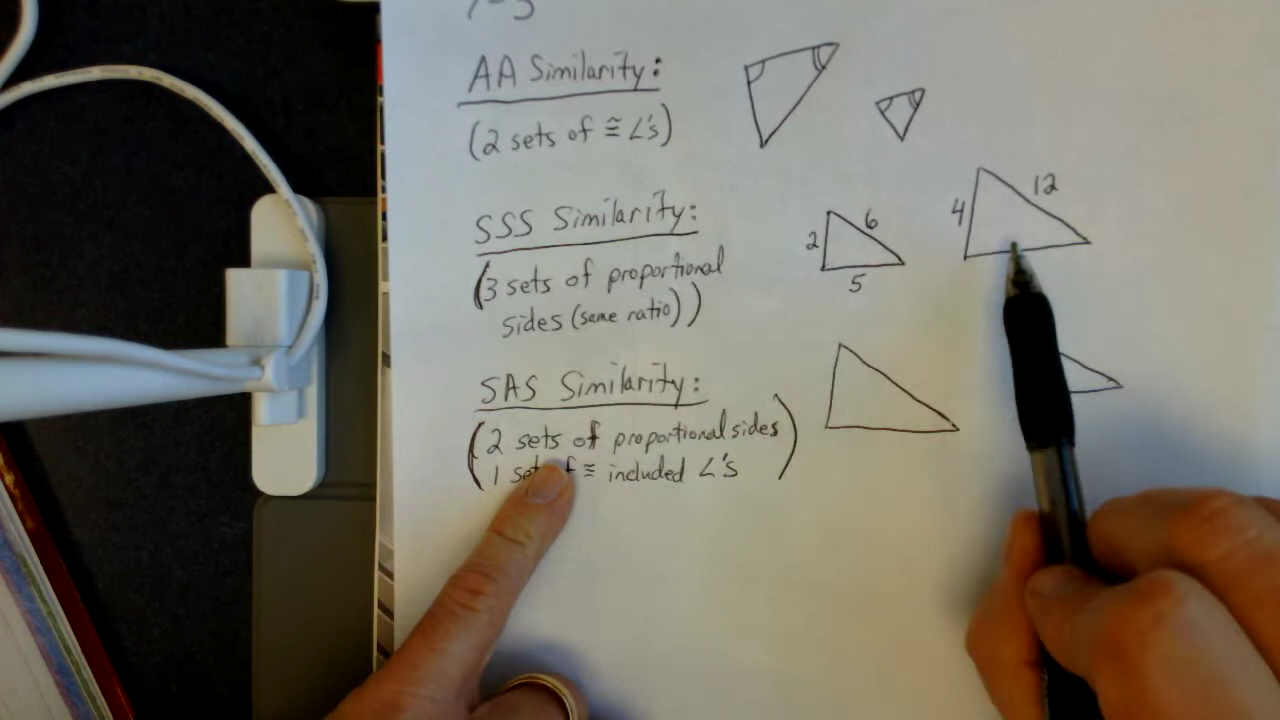 AA Similarity:
(2 sets of ≅ ∠'s)
SSS Similarity:
(3 sets of proportional
sides (same ratio))
2
6
5
4
12
SAS Similarity:
(2 sets of proportional sides
1 set of ≅ included ∠'s)